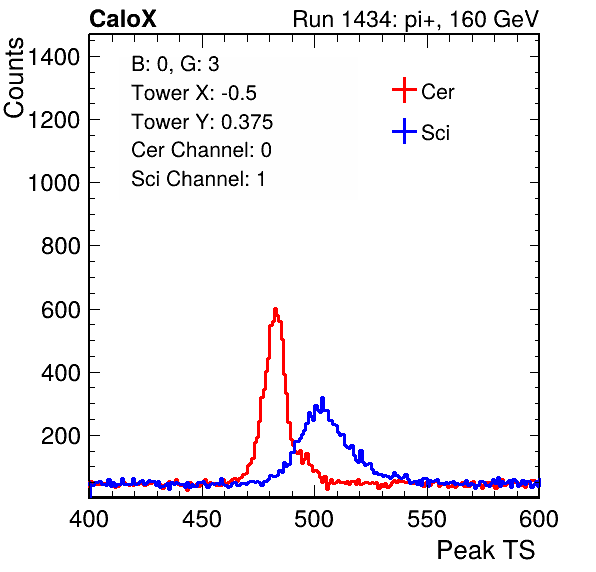 CaloX Run 1434: pi+, 160 GeV
Counts
B: 0, G: 3
Tower X: -0.5
Tower Y: 0.375
Cer Channel: 0
Sci Channel: 1
Cer
Sci
1400
1200
1000
800
600
400
200
400 450 500 550 600
Peak TS